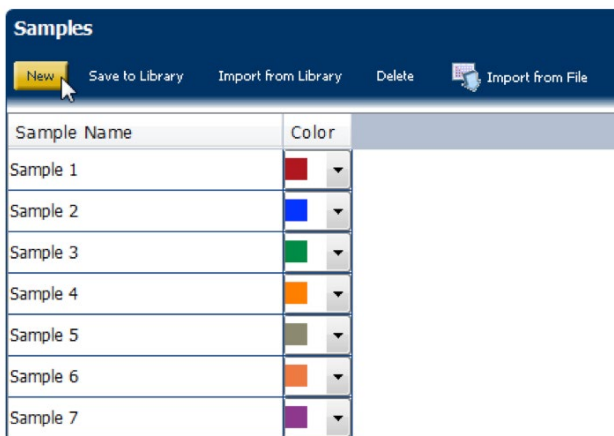 Samples
New Save to Library Import from Library Delete Import from File
Sample Name Color
Sample 1
Sample 2
Sample 3
Sample 4
Sample 5
Sample 6
Sample 7